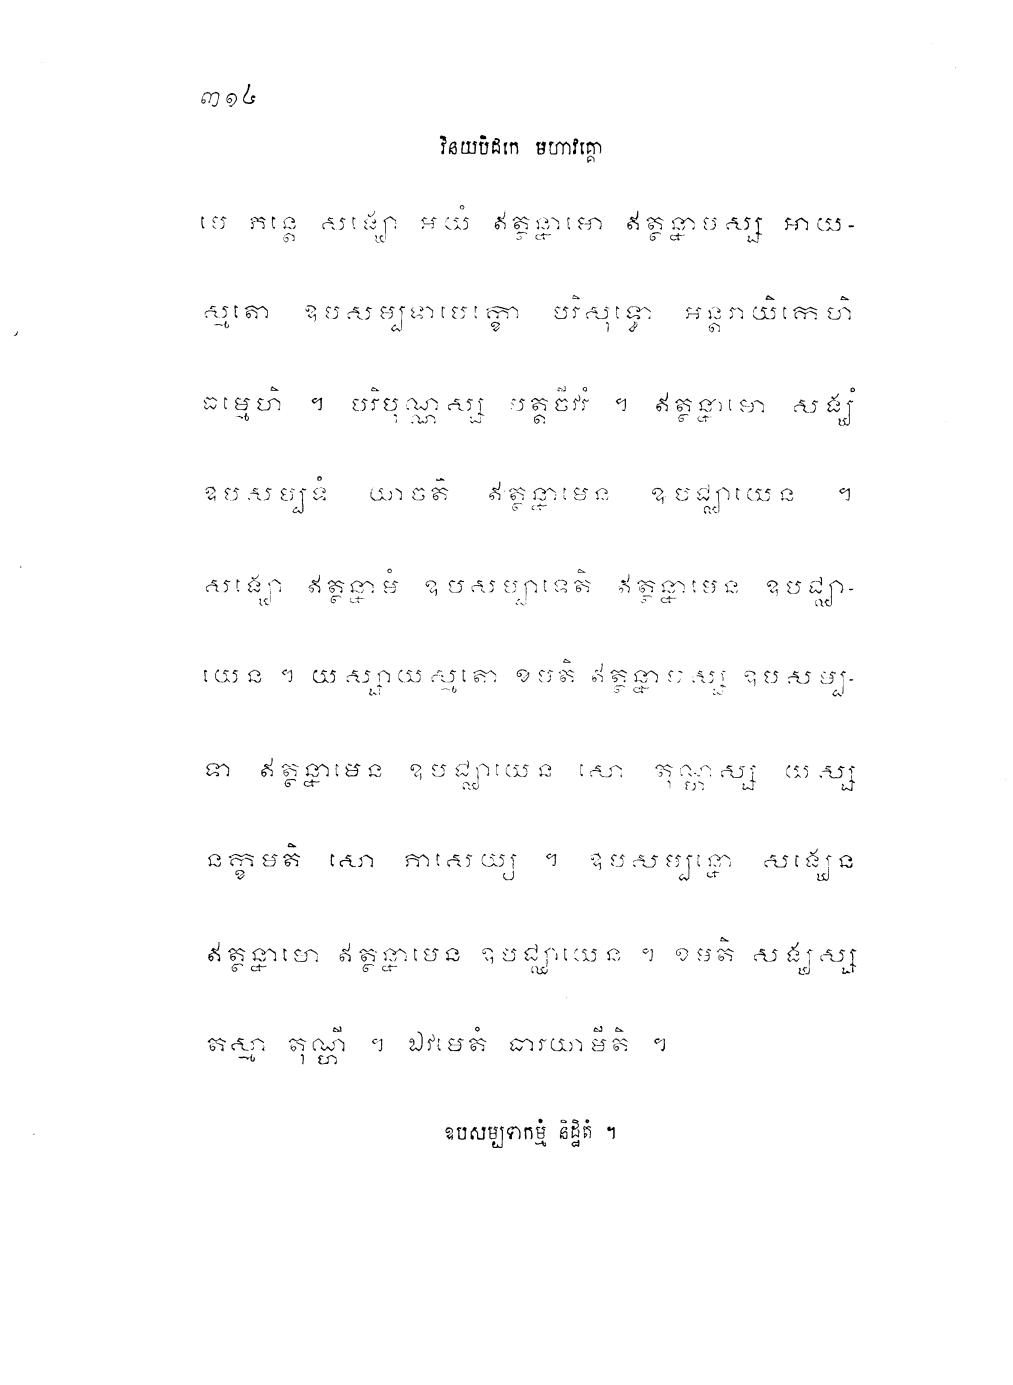 ៣១៤
វិនយបិដកេ មហាវគ្គោ
មេ ភន្តេ សង្ឃោ អយំ ឥត្ថន្នាមោ ឥត្ថន្នាមស្ស អាយ-
ស្មតោ ឧបសម្បទាបេក្ខោ បរិសុទ្ធោ អន្តរាយិកេហិ
ធម្មេហិ ។ បរិបុណ្ណស្ស បត្តចីវរំ ។ ឥត្ថន្នាមោ សង្ឃំ
ឧបសម្បទំ យាចតិ ឥត្ថន្នាមេន ឧបជ្ឈាយេន ។
សង្ឃោ ឥត្ថន្នាមំ ឧបសម្បាទេតិ ឥត្ថន្នាមេន ឧបជ្ឈា-
យេន ។ យស្សាយស្មតោ ខមតិ ឥត្ថន្នាមស្ស ឧបសម្ប-
ទា ឥត្ថន្នាមេន ឧបជ្ឈាយេន សោ តុណ្ហស្ស យស្ស
នក្ខមតិ សោ ភាសេយ្យ ។ ឧបសម្បន្នោ សង្ឃេន
ឥត្ថន្នាមោ ឥត្ថន្នាមេន ឧបជ្ឈាយេន ។ ខមតិ សង្ឃស្ស
តស្មា តុណ្ហី ។ ឯវមេតំ ធារយាមីតិ ។
ឧបសម្បទាកម្មំ និដ្ឋិតំ ។